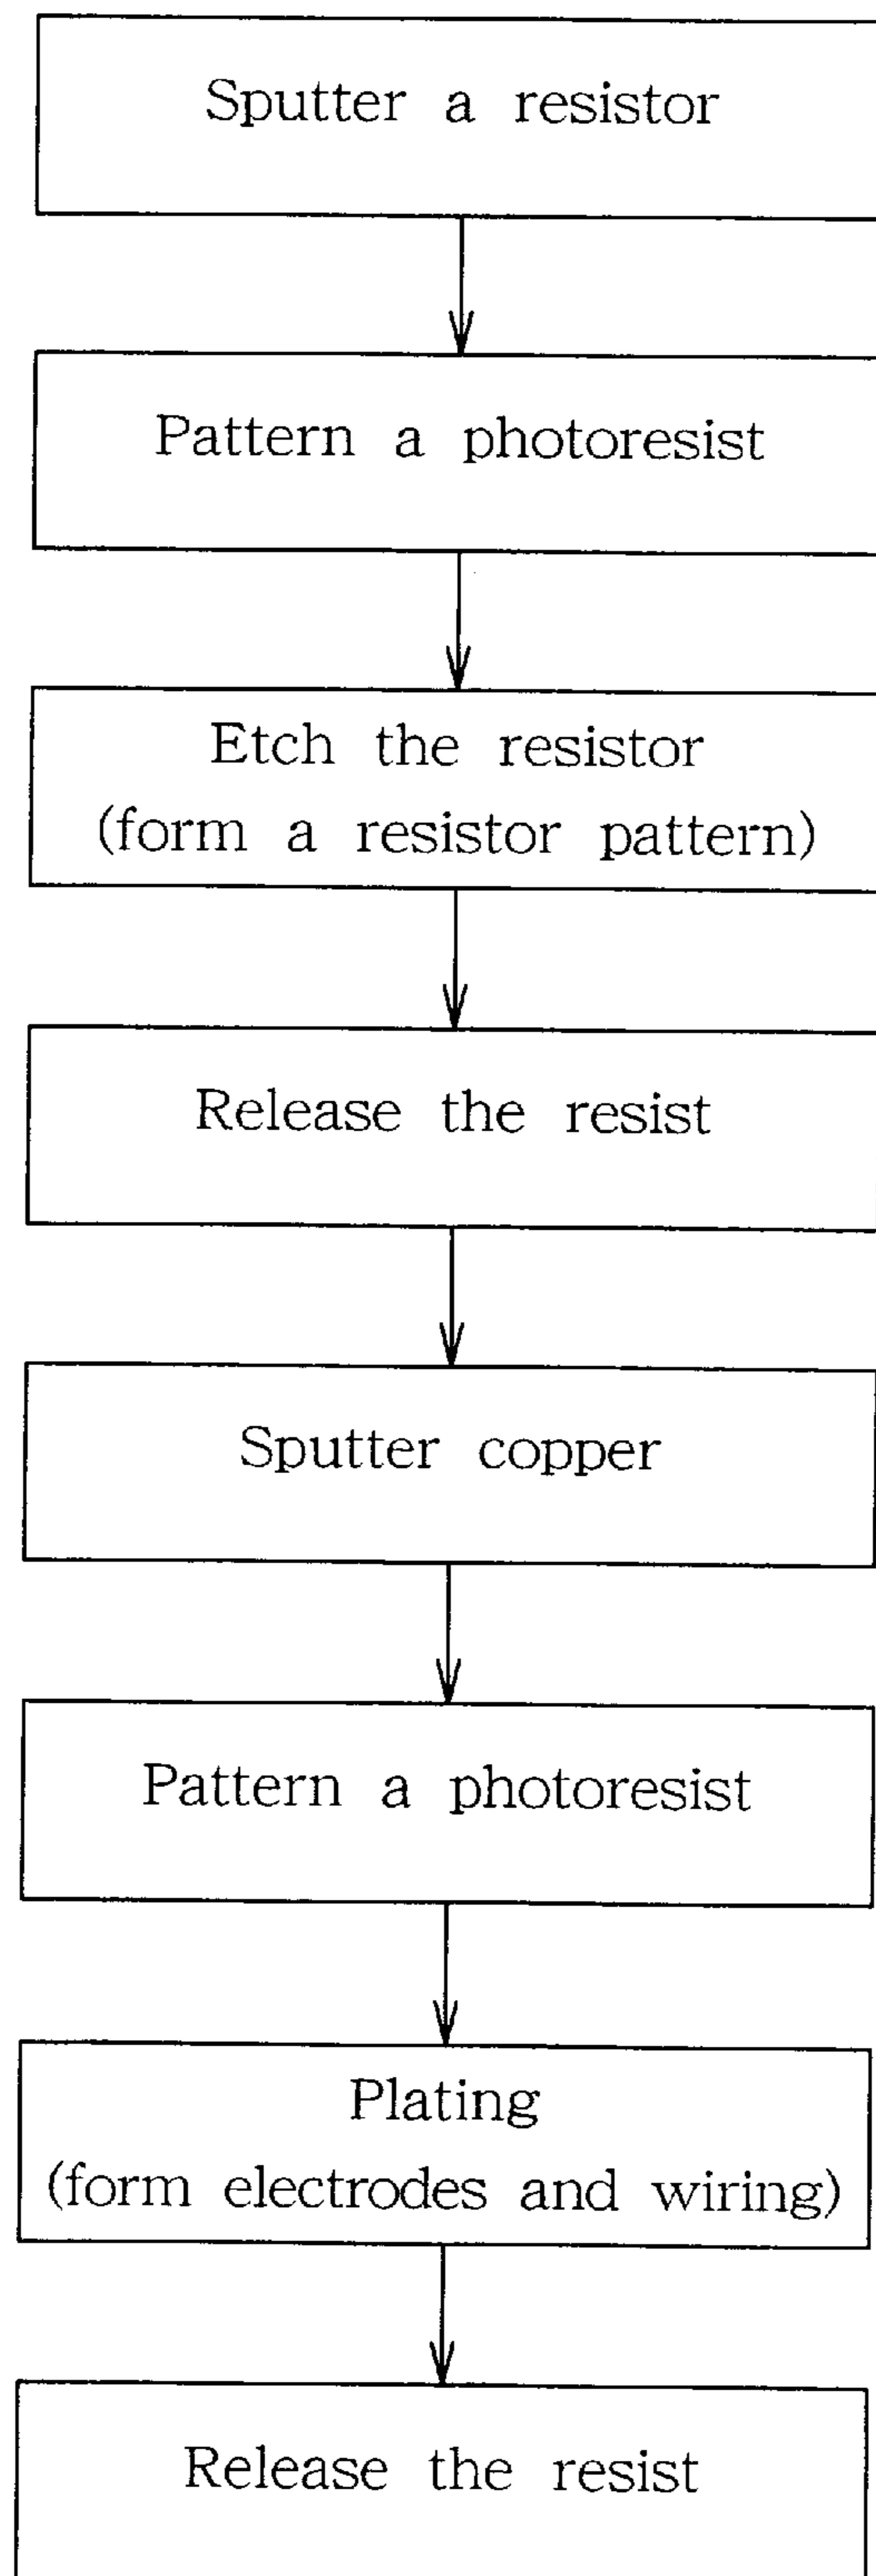 Sputter a resistor
Pattern a photoresist
Etch the resistor
(form a resistor pattern)
Release the resist
Sputter copper
Pattern a photoresist
Plating
(form electrodes and wiring)
Release the resist